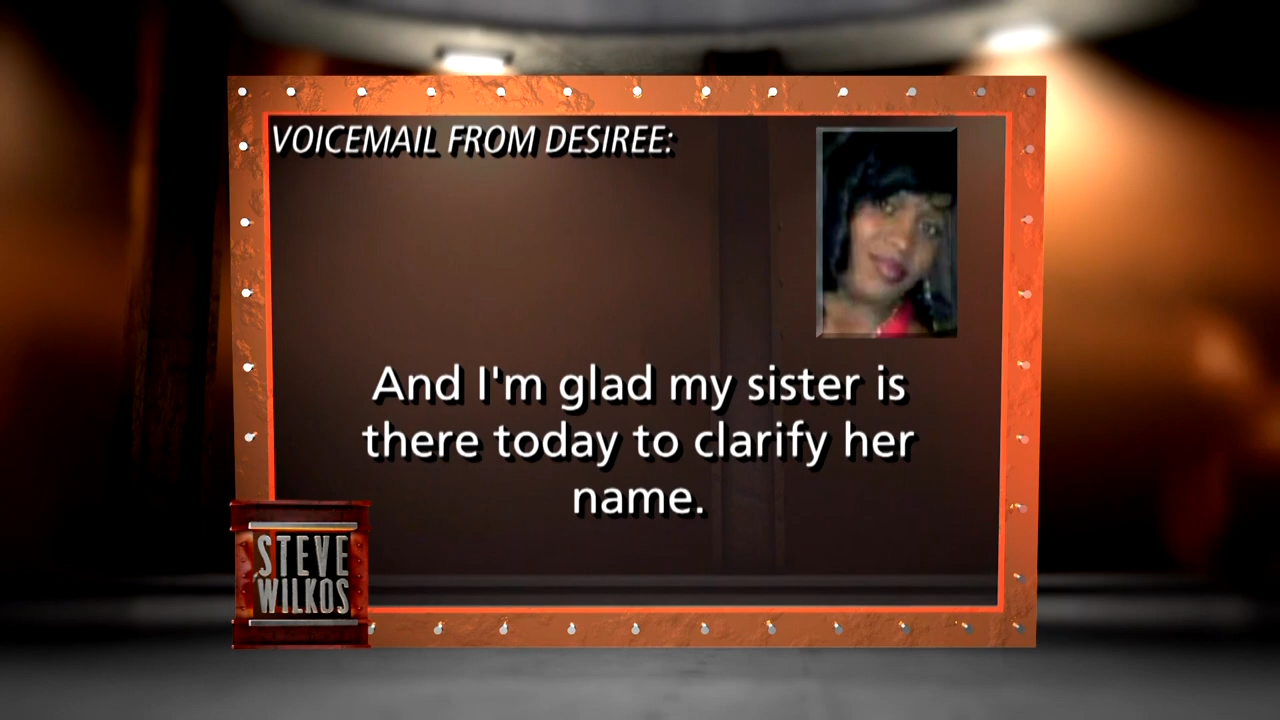 VOICEMAIL FROM DESIREE:
And I'm glad my sister is
there today to clarify her
name.
STEVE
WILKOS